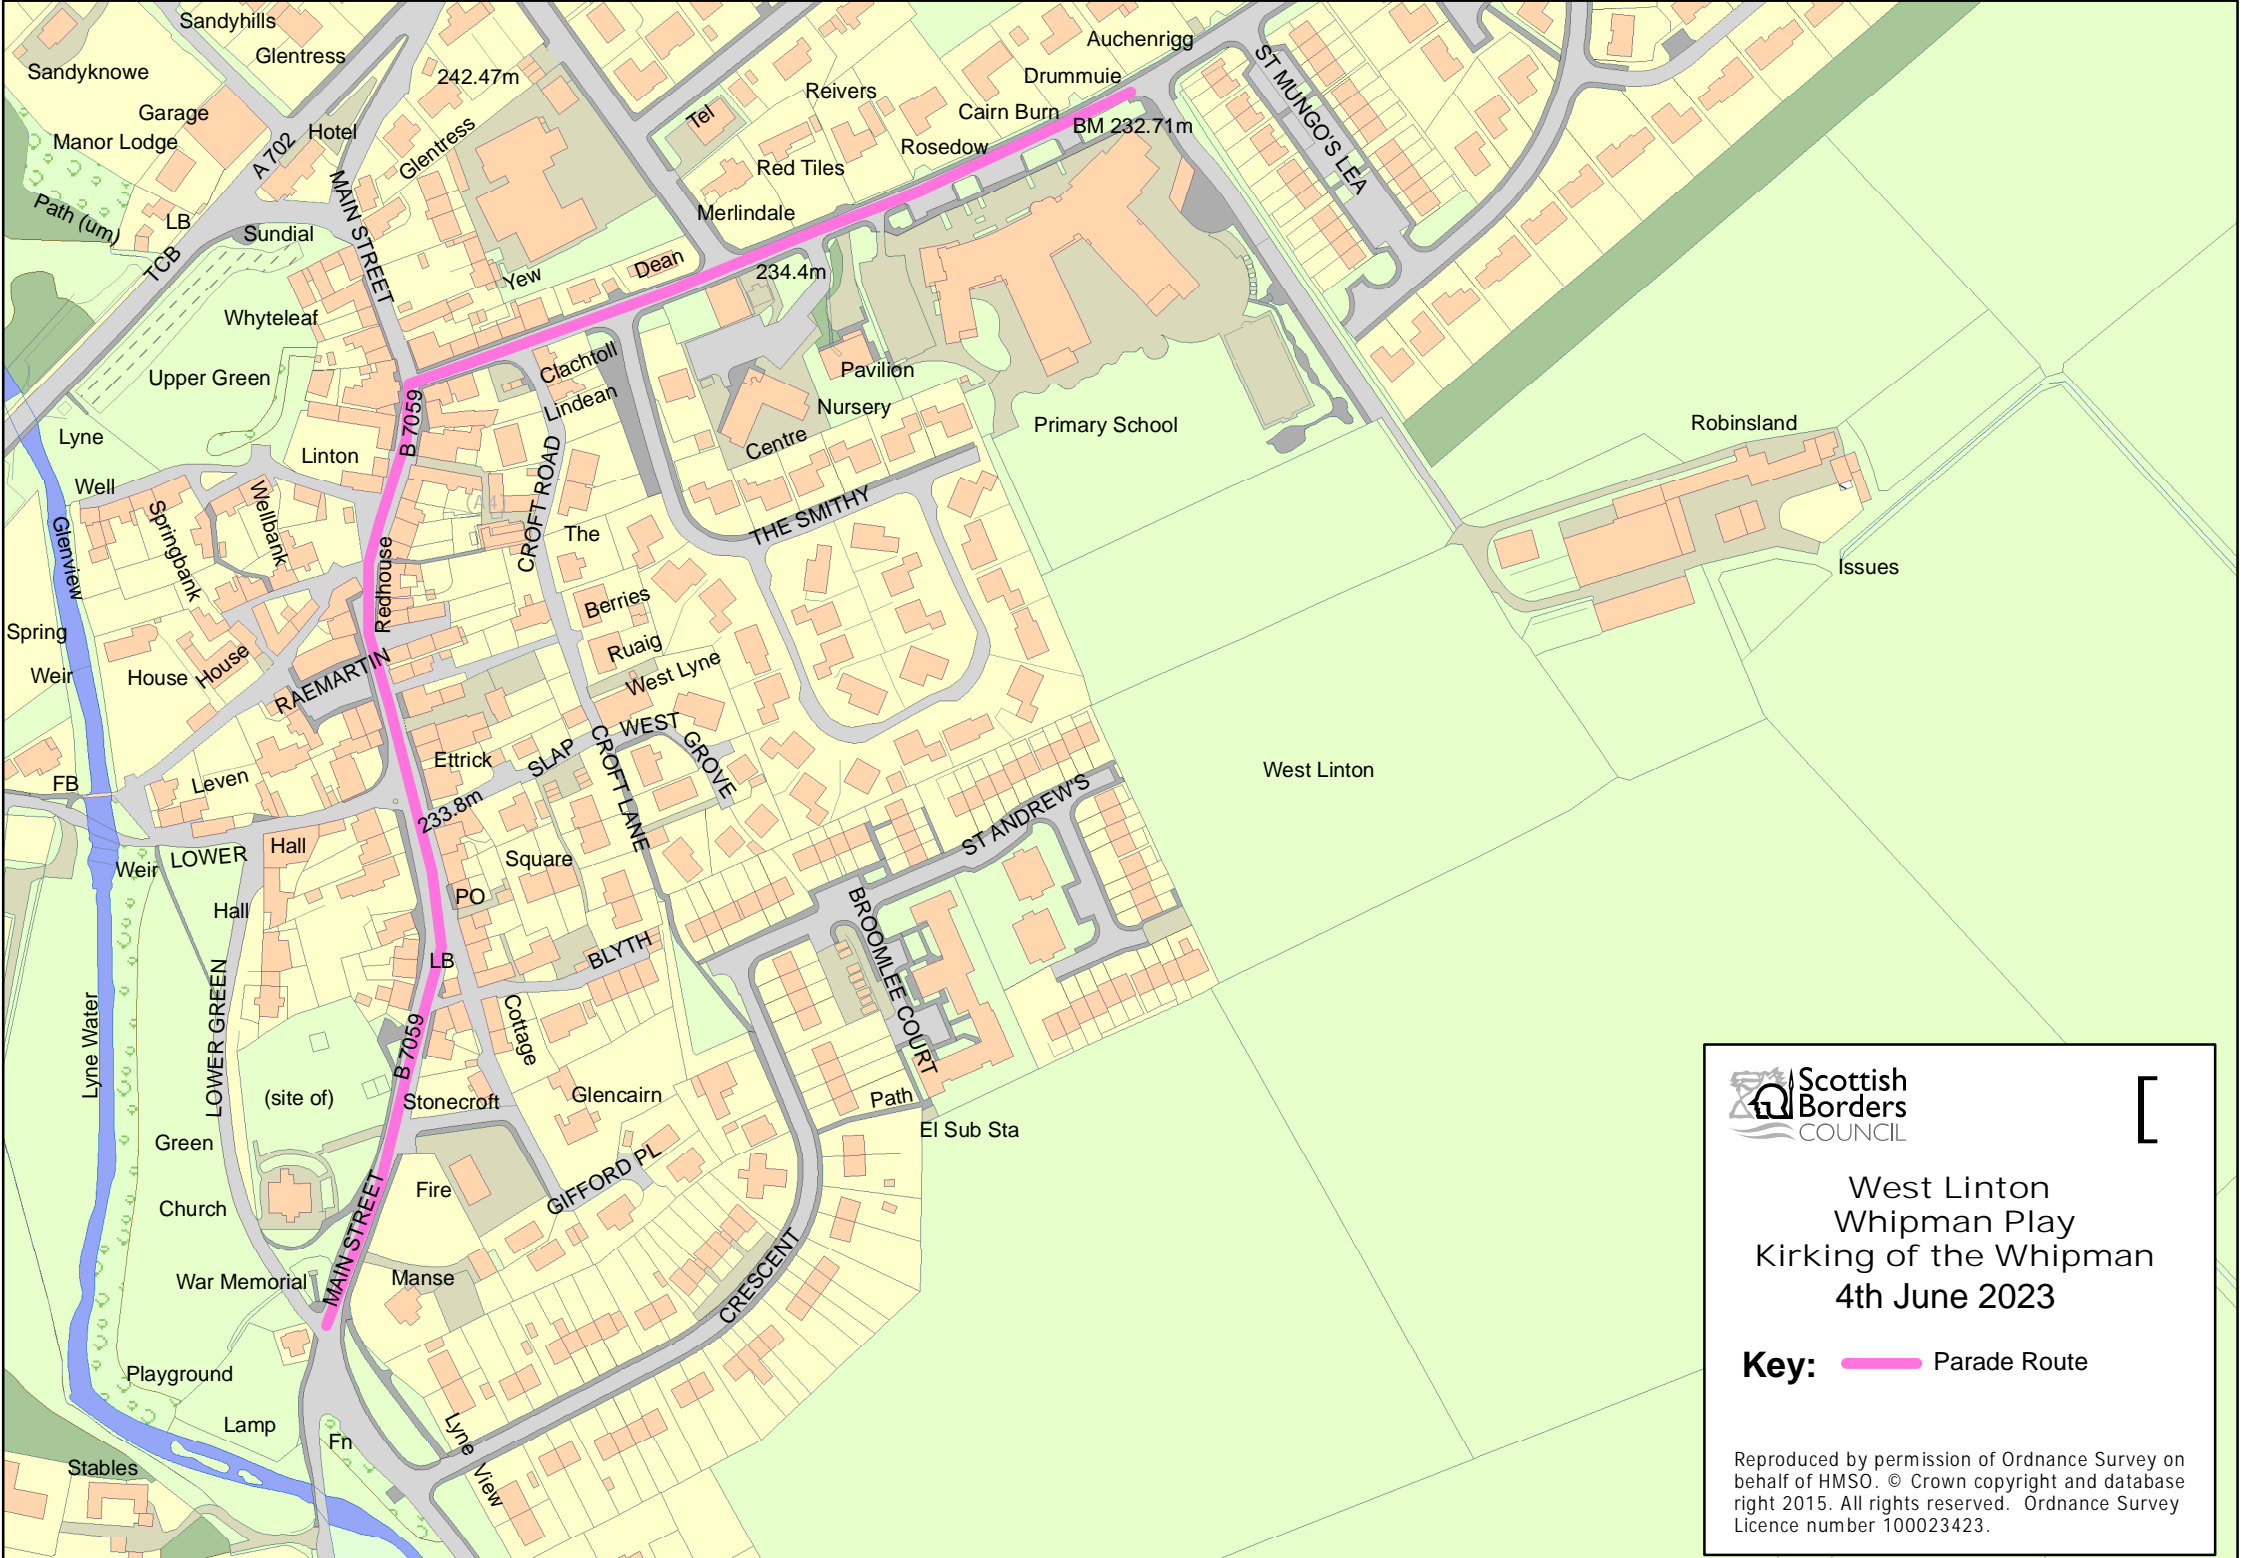 Sandyhills
Glentress
Sandyknowe
Garage
Manor Lodge
Path (um)
LB
TCB
A 702
Hotel
242.47m
Glentress
MAIN STREET
Sundial
Tel
Reivers
Red Tiles
Merlindale
Auchenrigg
Drummuie
Cairn Burn
BM 232.71m
Rosedow
ST MUNGO'S LEA
Yew
Dean
234.4m
Whyteleaf
Upper Green
Lyne
Linton
Well
B 7059
Clachtoll
Lindean
Pavilion
Nursery
Centre
Primary School
Robinsland
Issues
Glenview
Springbank
Wellbank
Redhouse
(A4)
CROFT ROAD
The
THE SMITHY
Berries
Ruaig
West Lyne
Spring
Weir
House
House
RAEMARTIN
WEST
GROVE
SLAP
CROFT LANE
Ettrick
233.8m
FB
Leven
West Linton
ST ANDREW'S
LOWER
Hall
Weir
Hall
Square
PO
BROOMLEE COURT
LB
BLYTH
Lyne Water
LOWER GREEN
B 7059
Cottage
(site of)
Stonecroft
Glencairn
Path
El Sub Sta
Green
Church
Fire
GIFFORD PL
War Memorial
MAIN STREET
Manse
CRESCENT
Playground
Lamp
Fn
Lyne
View
Stables
Scottish
Borders
COUNCIL
West Linton
Whipman Play
Kirking of the Whipman
4th June 2023
Key: Parade Route
Reproduced by permission of Ordnance Survey on
behalf of HMSO. © Crown copyright and database
right 2015. All rights reserved. Ordnance Survey
Licence number 100023423.